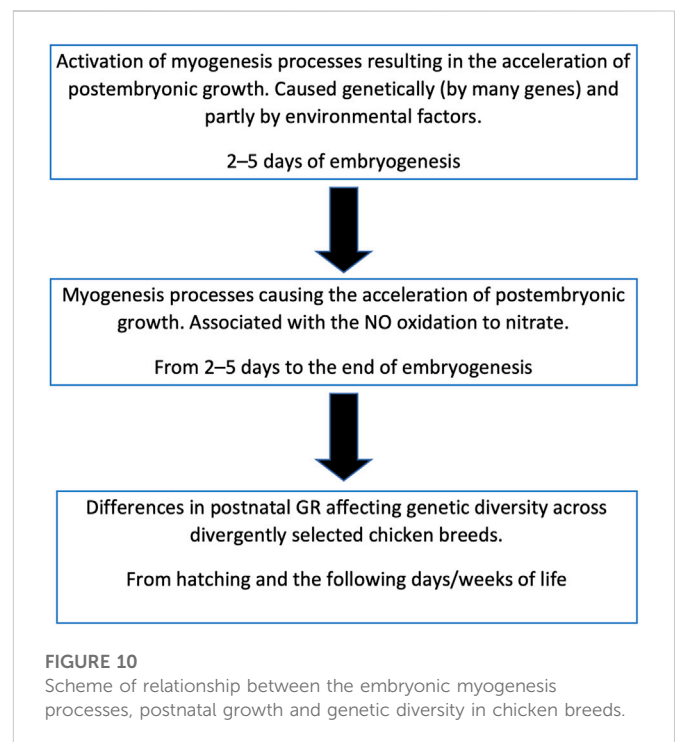 Activation of myogenesis processes resulting in the acceleration of
postembryonic growth. Caused genetically (by many genes) and
partly by environmental factors.
2–5 days of embryogenesis
Myogenesis processes causing the acceleration of postembryonic
growth. Associated with the NO oxidation to nitrate.
From 2–5 days to the end of embryogenesis
Differences in postnatal GR affecting genetic diversity across
divergently selected chicken breeds.
From hatching and the following days/weeks of life
FIGURE 10
Scheme of relationship between the embryonic myogenesis
processes, postnatal growth and genetic diversity in chicken breeds.